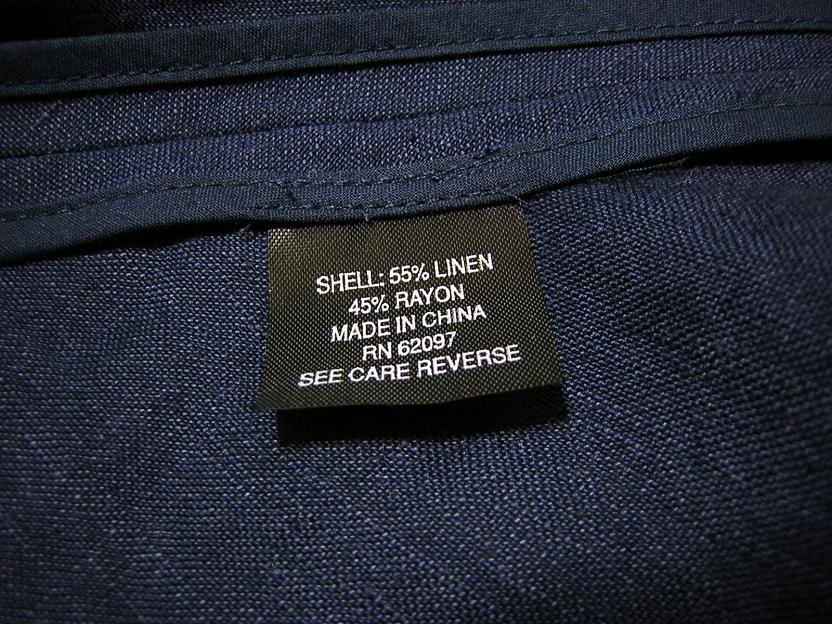 SHELL: 55% LINEN
45% RAYON
MADE IN CHINA
RN 62097
SEE CARE REVERSE